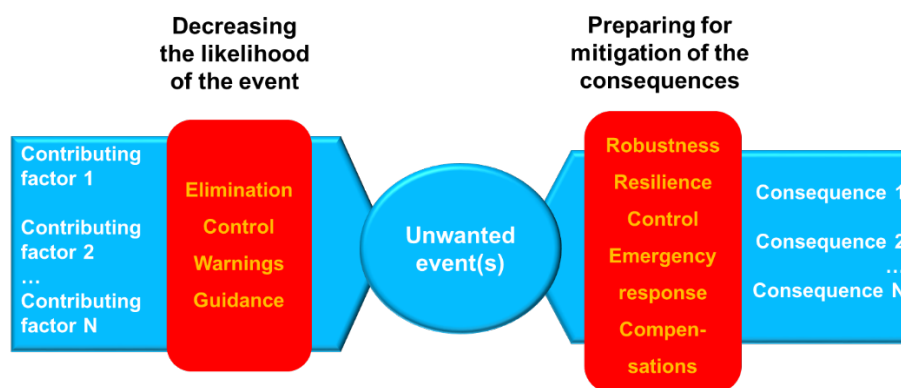 Decreasing
the likelihood
of the event
Preparing for
mitigation of the
consequences
Contributing
factor 1
Contributing
factor 2
...
Contributing
factor N
Elimination
Control
Warnings
Guidance
Unwanted
event(s)
Robustness
Resilience
Control
Emergency
response
Compen-
sations
Consequence 1
Consequence 2
...
Consequence N